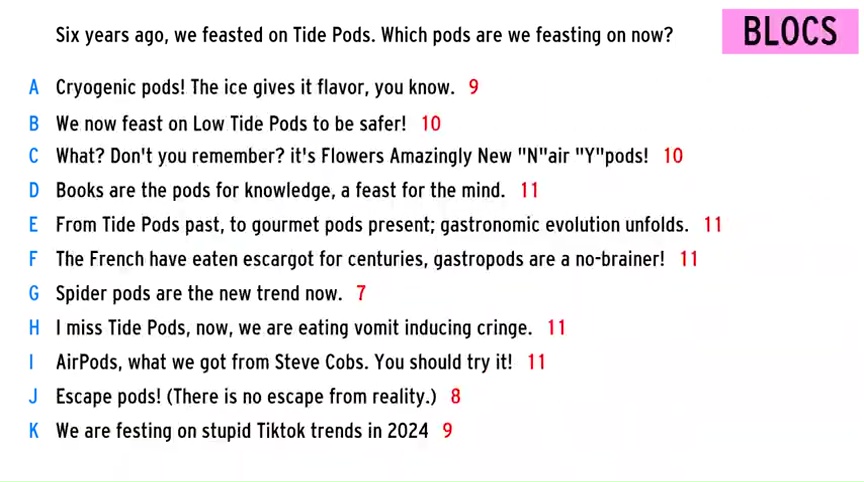 Six years ago, we feasted on Tide Pods. Which pods are we feasting on now?
BLOCS
A Cryogenic pods! The ice gives it flavor, you know. 9
B We now feast on Low Tide Pods to be safer! 10
C What? Don't you remember? it's Flowers Amazingly New "N"air "Y"pods! 10
D Books are the pods for knowledge, a feast for the mind. 11
E From Tide Pods past, to gourmet pods present; gastronomic evolution unfolds. 11
F The French have eaten escargot for centuries, gastropods are a no-brainer! 11
G Spider pods are the new trend now. 7
H I miss Tide Pods, now, we are eating vomit inducing cringe. 11
I AirPods, what we got from Steve Cobs. You should try it! 11
J Escape pods! (There is no escape from reality.) 8
K We are festing on stupid Tiktok trends in 2024 9